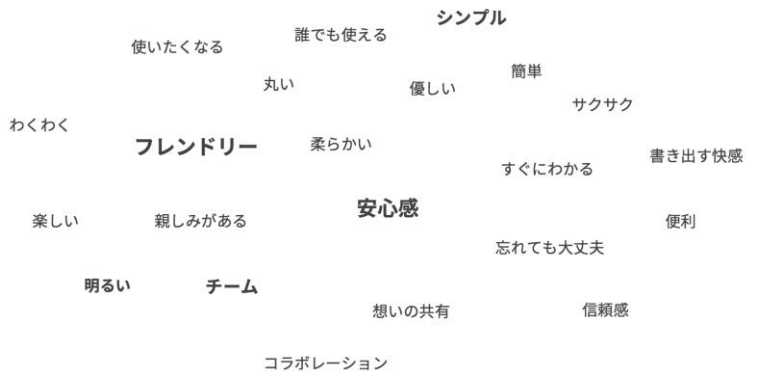 シンプル
誰でも使える
使いたくなる
簡単
丸い
優しい
サクサク
わくわく
フレンドリー
柔らかい
書き出す快感
すぐにわかる
安心感
楽しい
親しみがある
便利
忘れても大丈夫
明るい
チーム
想いの共有
信頼感
コラボレーション